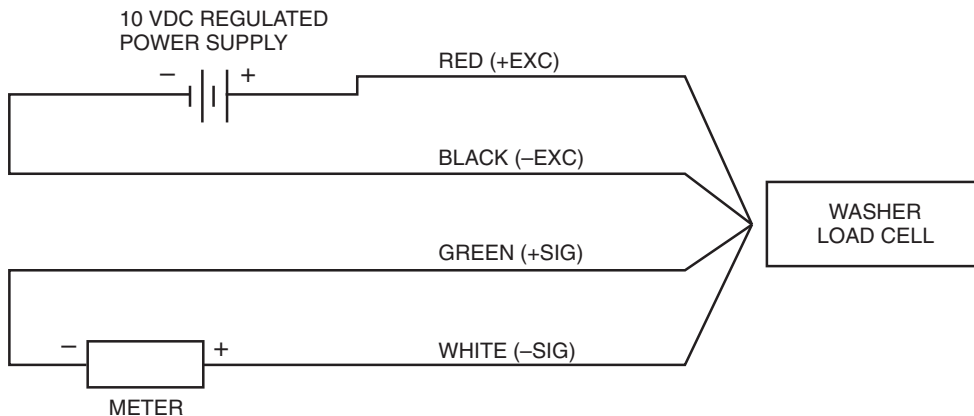 10 VDC REGULATED
POWER SUPPLY
– +
RED (+EXC)
BLACK (–EXC)
WASHER
LOAD CELL
GREEN (+SIG)
– +
WHITE (–SIG)
METER